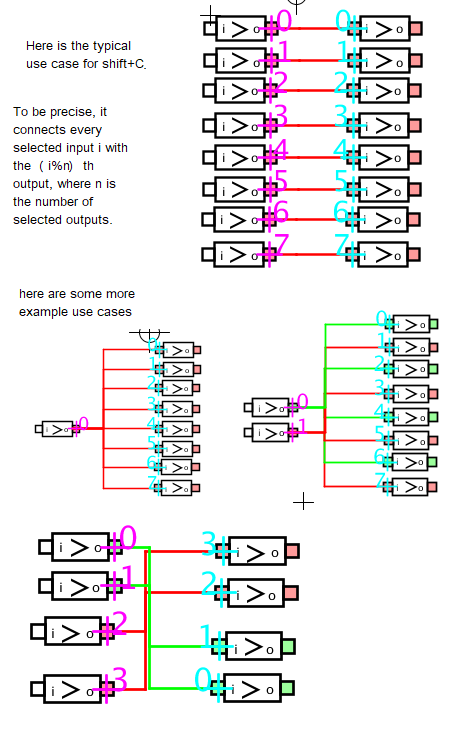 Here is the typical
use case for shift+C.
i > o 0 0 i > o
i > o 1 1 i > o
i > o 2 2 i > o
To be precise, it
connects every
selected input i with
the ( i%n) th
output, where n is
the number of
selected outputs.
i > o 3 3 i > o
i > o 4 4 i > o
i > o 5 5 i > o
i > o 6 6 i > o
i > o 7 7 i > o
here are some more
example use cases
i > o 0
0 i > o
1 i > o
2 i > o
3 i > o
4 i > o
5 i > o
6 i > o
7 i > o
i > o 0
i > o 1
0 i > o
1 i > o
2 i > o
3 i > o
4 i > o
5 i > o
6 i > o
7 i > o
i > o 0 3 i > o
i > o 1 2 i > o
i > o 2 1 i > o
i > o 3 0 i > o